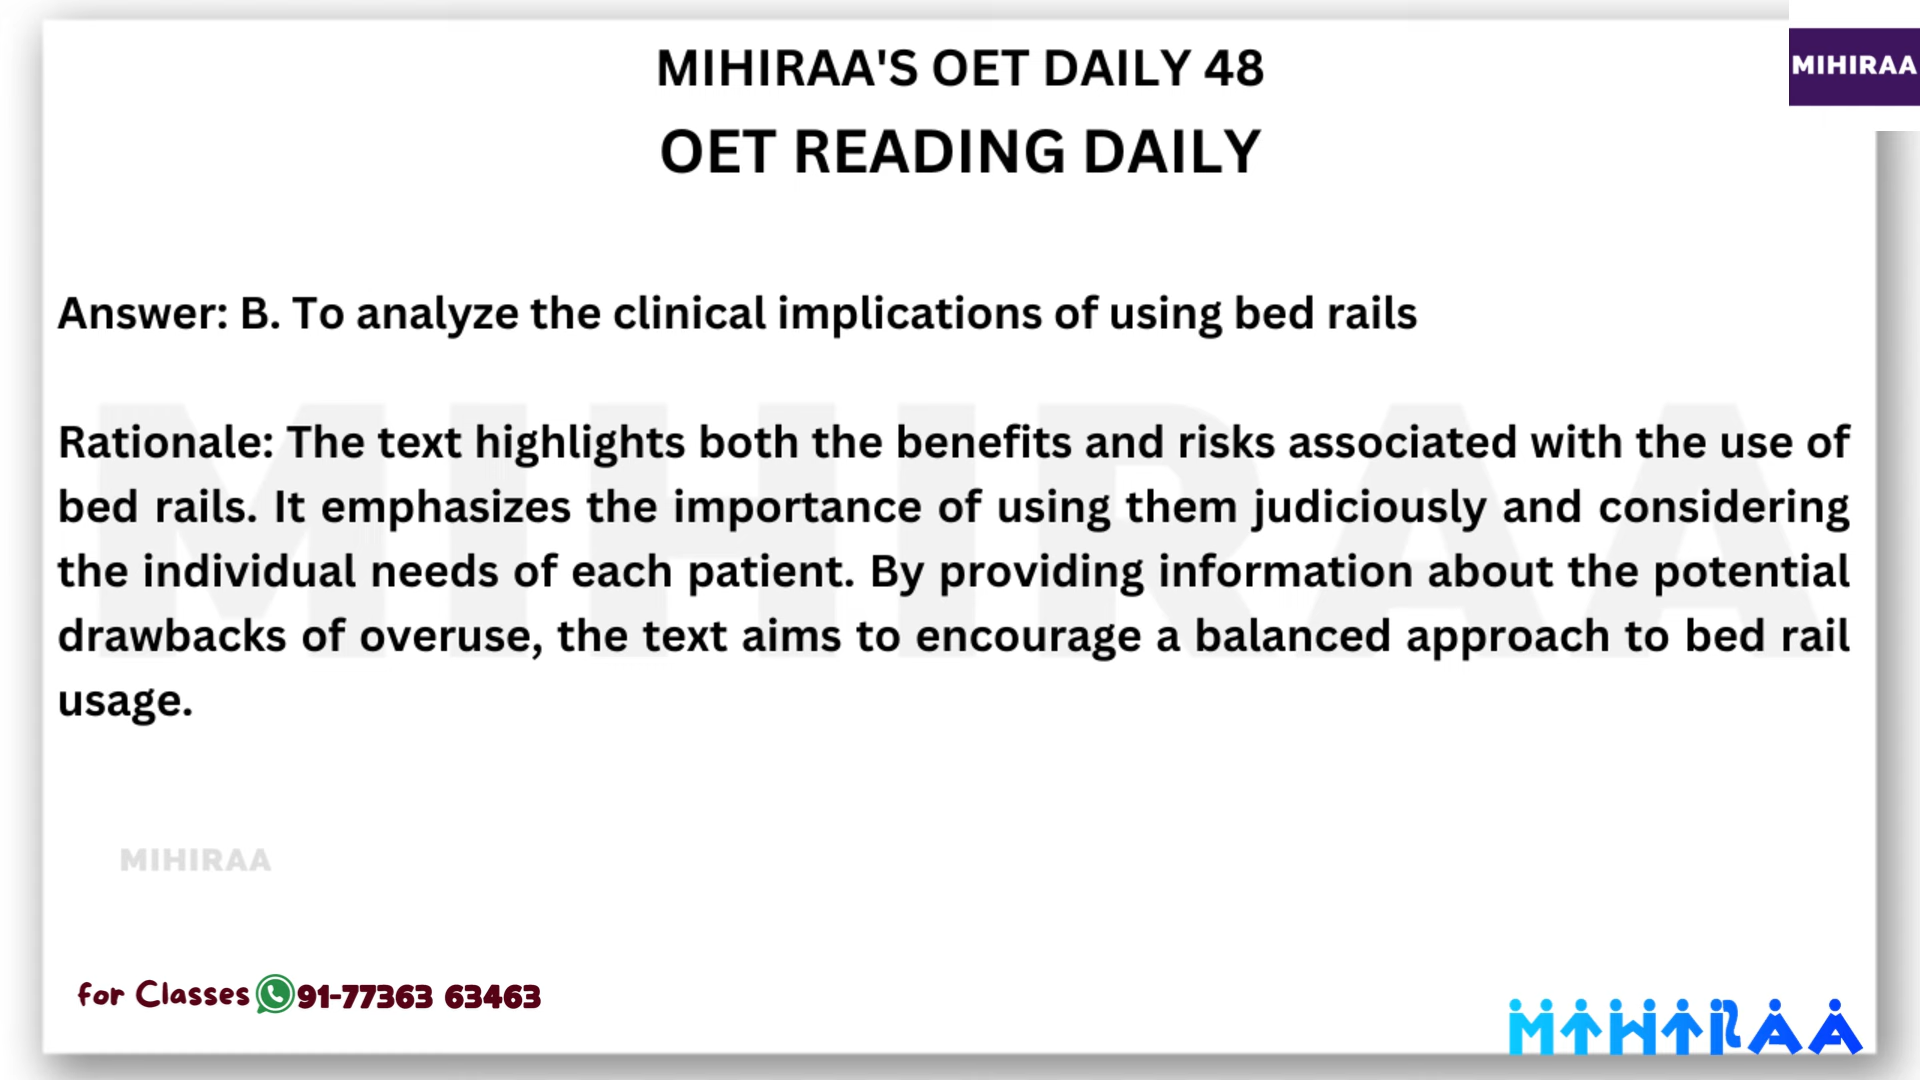 MIHIRAA'S OET DAILY 48
MIHIRAA
OET READING DAILY
Answer: B. To analyze the clinical implications of using bed rails
Rationale: The text highlights both the benefits and risks associated with the use of
bed rails. It emphasizes the importance of using them judiciously and considering
the individual needs of each patient. By providing information about the potential
drawbacks of overuse, the text aims to encourage a balanced approach to bed rail
usage.
MIHIRAA
MIHIRAA
for Classes 91-77363 63463
MIHIRAA